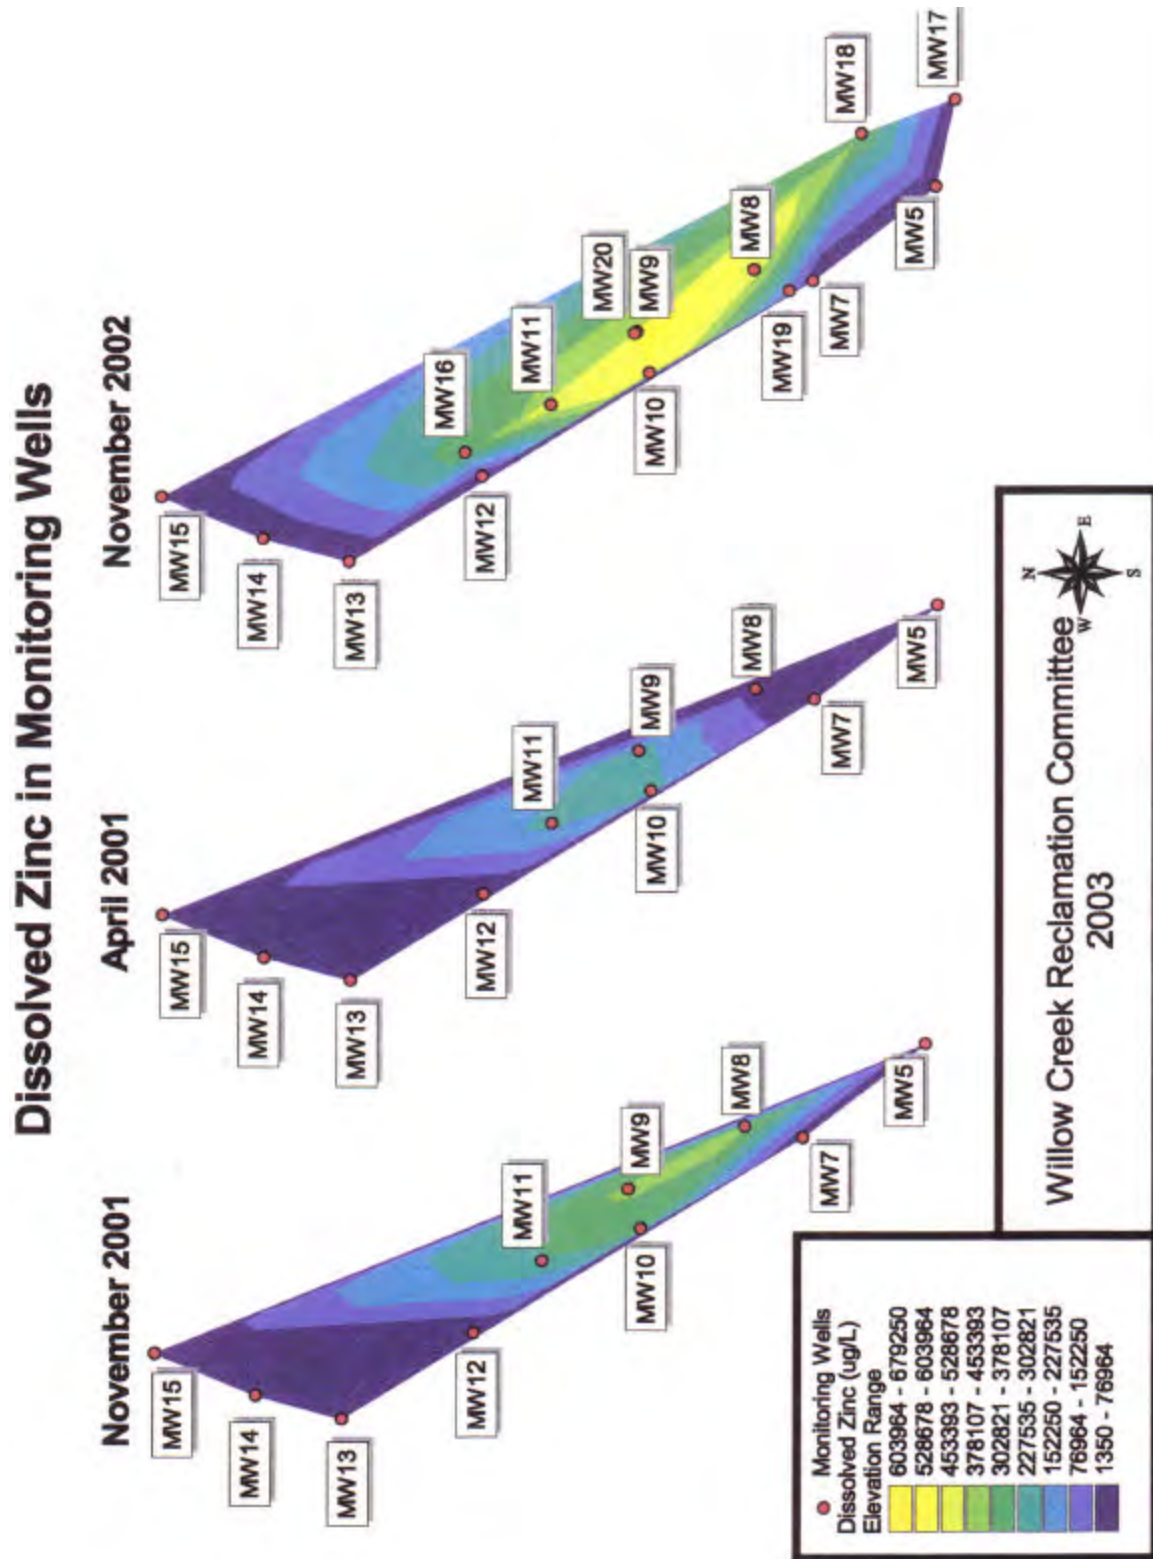 Dissolved Zinc in Monitoring Wells
November 2001
April 2001
November 2002
MW15
MW14
MW13
MW12
MW11
MW10
MW9
MW8
MW7
MW5
MW15
MW14
MW13
MW12
MW11
MW10
MW9
MW8
MW7
MW5
MW15
MW14
MW13
MW12
MW16
MW11
MW20
MW9
MW10
MW8
MW19
MW7
MW18
MW5
MW17
Monitoring Wells
Dissolved Zinc (ug/L)
Elevation Range
603964 - 679250
528678 - 603964
453393 - 528678
378107 - 453393
302821 - 378107
227535 - 302821
152250 - 227535
76964 - 152250
1350 - 76964
Willow Creek Reclamation Committee
2003
N
W
E
S